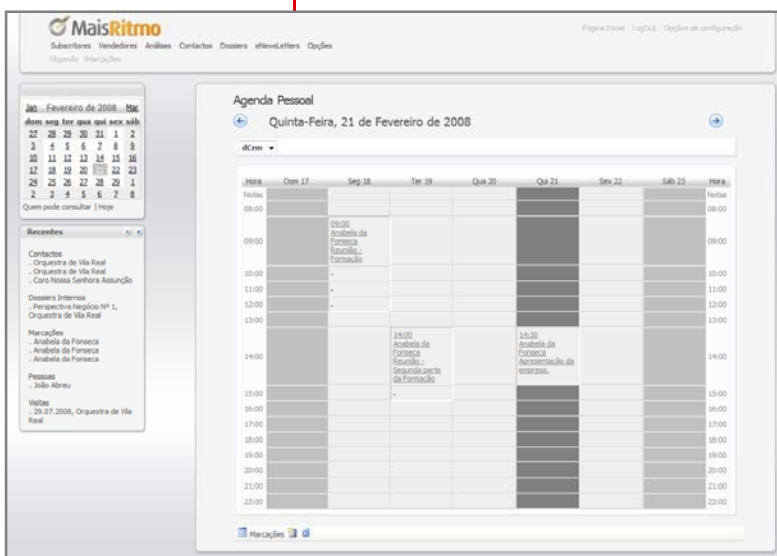 MaisRitmo
Página Inicial LogOut Opções de configuração
Subscritores Vendedores Análises Contactos Dossiers eNewsLetters Opções
IAgenda IMarcações
Jan Fevereiro de 2008 Mar
dom seg ter qua qui sex sáb
27 28 29 30 31 1 2
3 4 5 6 7 8 9
10 11 12 13 14 15 16
17 18 19 20 21 22 23
24 25 26 27 28 29 1
2 3 4 5 6 7 8
Quem pode consultar | Hoje
Recentes
Contactos
. Orquestra de Vila Real
. Orquestra de Vila Real
. Coro Nossa Senhora Assunção
Dossiers Internos
. Perspectiva Negócio Nº 1,
Orquestra de Vila Real
Marcações
. Anabela da Fonseca
. Anabela da Fonseca
. Anabela da Fonseca
Pessoas
. João Abreu
Visitas
. 29.07.2008, Orquestra de Vila
Real
Agenda Pessoal
Quinta-Feira, 21 de Fevereiro de 2008
dCrm
Hora Dom 17 Seg 18 Ter 19 Qua 20 Qui 21 Sex 22 Sáb 23 Hora
Notas Notas
08:00 08:00
09:00
Anabela da
Fonseca
Reunião -
Formação
09:00 09:00
10:00 . 10:00
11:00 . 11:00
12:00 . 12:00
13:00 13:00
14:00
Anabela da
Fonseca
Reunião -
Segunda parte
da Formação
14:30
Anabela da
Fonseca
Apresentação da
empresa.
14:00 14:00
15:00 . 15:00
16:00 16:00
17:00 17:00
18:00 18:00
19:00 19:00
20:00 20:00
21:00 21:00
22:00 22:00
Marcações